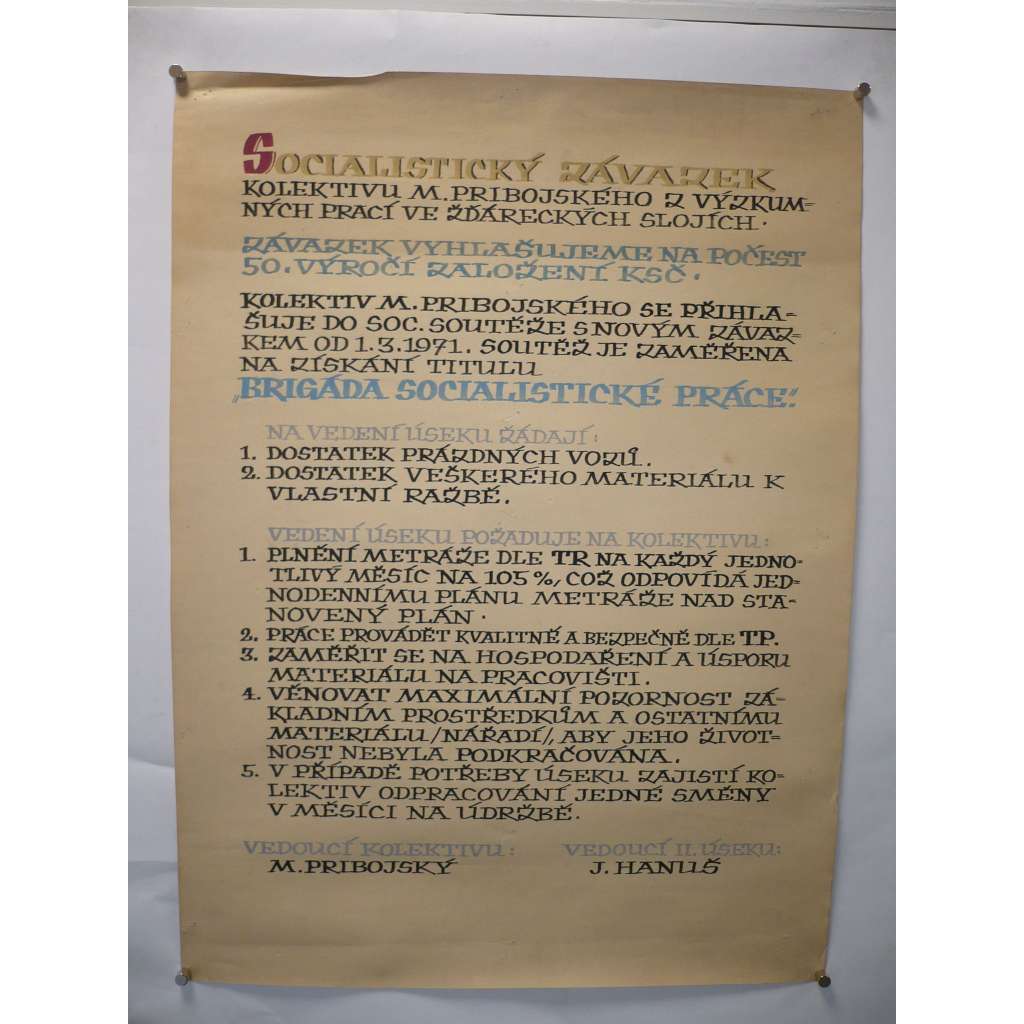 SOCIALISTICKÝ ZÁVAZEK
KOLEKTIVU M. PRIBOJSKÉHO Z VÝZKUM=
NÝCH PRACÍ VE ŽĎÁRECKÝCH SLOJÍCH.
ZÁVAZEK VYHLAŠUJEME NA POČEST
50. VÝROČÍ ZALOŽENÍ KSČ.
KOLEKTIV M. PRIBOJSKÉHO SE PŘIHLA=
ŠUJE DO SOC. SOUTĚŽE S NOVÝM ZÁVAZ=
KEM OD 1.3.1971. SOUTĚŽ JE ZAMĚŘENA
NA ZÍSKÁNÍ TITULU
„BRIGÁDA SOCIALISTICKÉ PRÁCE".
NA VEDENÍ ÚSEKU ŽÁDAJÍ:
1. DOSTATEK PRÁZDNÝCH VOZŮ.
2. DOSTATEK VEŠKERÉHO MATERIÁLU K
VLASTNÍ RAŽBĚ.
VEDENÍ ÚSEKU POŽADUJE NA KOLEKTIVU:
1. PLNĚNÍ METRÁŽE DLE TR NA KAŽDÝ JEDNO-
TLIVÝ MĚSÍC NA 105%, COŽ ODPOVÍDÁ JED-
NODENNÍMU PLÁNU METRÁŽE NAD STA-
NOVENÝ PLÁN.
2. PRÁCE PROVÁDĚT KVALITNĚ A BEZPEČNĚ DLE TP.
3. ZAMĚŘIT SE NA HOSPODAŘENÍ A ÚSPORU
MATERIÁLU NA PRACOVIŠTI.
4. VĚNOVAT MAXIMÁLNÍ POZORNOST ZÁ-
KLADNÍM PROSTŘEDKŮM A OSTATNÍMU
MATERIÁLU /NÁŘADÍ/, ABY JEHO ŽIVOT=
NOST NEBYLA PODKRAČOVÁNA.
5. V PŘÍPADĚ POTŘEBY ÚSEKU ZAJISTÍ KO-
LEKTIV ODPRACOVÁNÍ JEDNÉ SMĚNY
V MĚSÍCI NA ÚDRŽBĚ.
VEDOUCÍ KOLEKTIVU: VEDOUCÍ II. ÚSEKU:
M. PRIBOJSKÝ J. HANUŠ